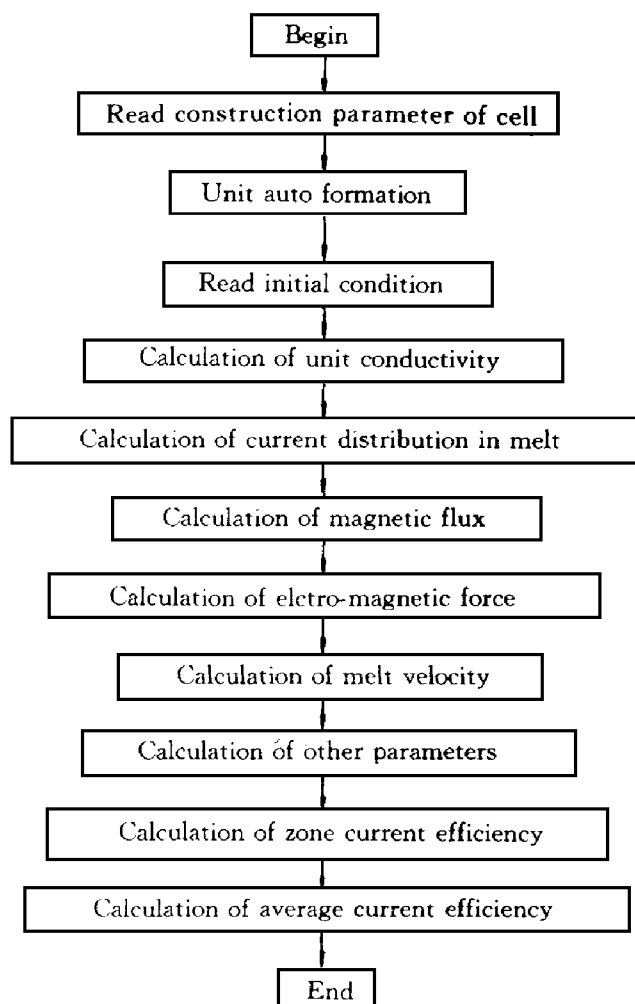 Begin
Read construction parameter of cell
Unit auto formation
Read initial condition
Calculation of unit conductivity
Calculation of current distribution in melt
Calculation of magnetic flux
Calculation of elctro-magnetic force
Calculation of melt velocity
Calculation of other parameters
Calculation of zone current efficiency
Calculation of average current efficiency
End